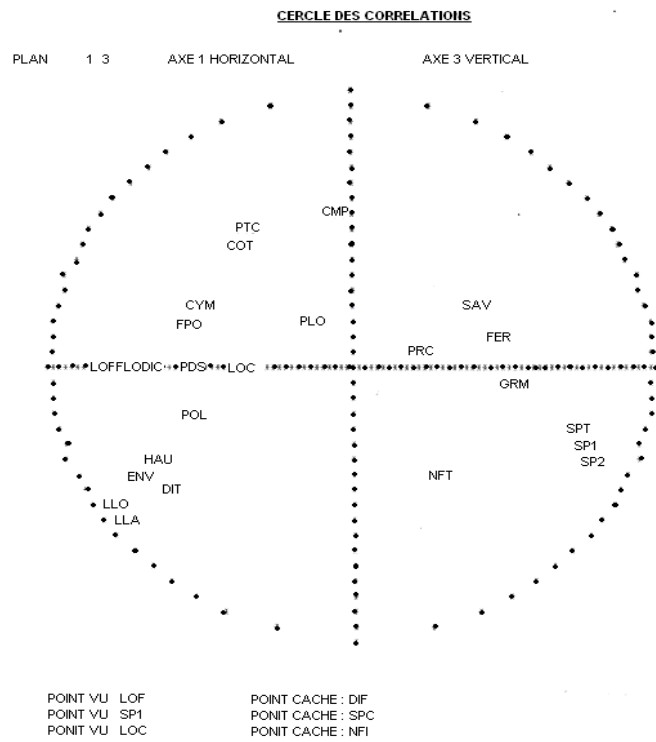 CERCLE DES CORRELATIONS
PLAN 1 3 AXE 1 HORIZONTAL AXE 3 VERTICAL
CMP
PTC
COT
CYM SAV
FPO PLO
FER
PRC
LOFFLODIC PDS LOC
GRM
POL
SPT
SP1
HAU SP2
ENV NFT
DIT
LLO
LLA
POINT VU LOF POINT CACHE : DIF
POINT VU SP1 PONIT CACHE : SPC
PONIT VU LOC PONIT CACHE : NFI